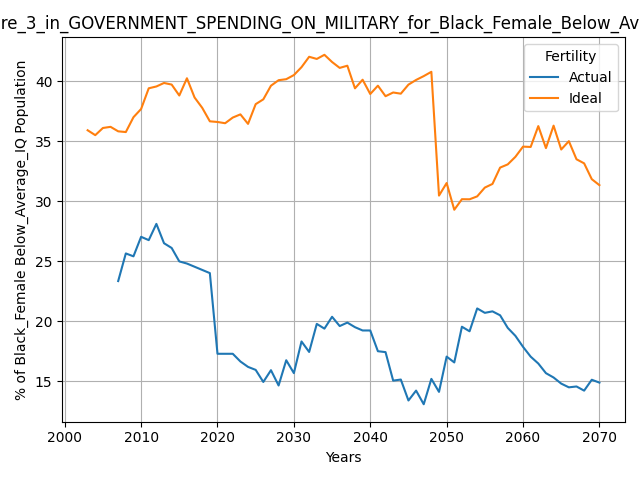 re_3_in_GOVERNMENT_SPENDING_ON_MILITARY_for_Black_Female_Below_Av
% of Black_Female Below_Average_IQ Population
40
35
30
25
20
15
Fertility
Actual
Ideal
2000 2010 2020 2030 2040 2050 2060 2070
Years